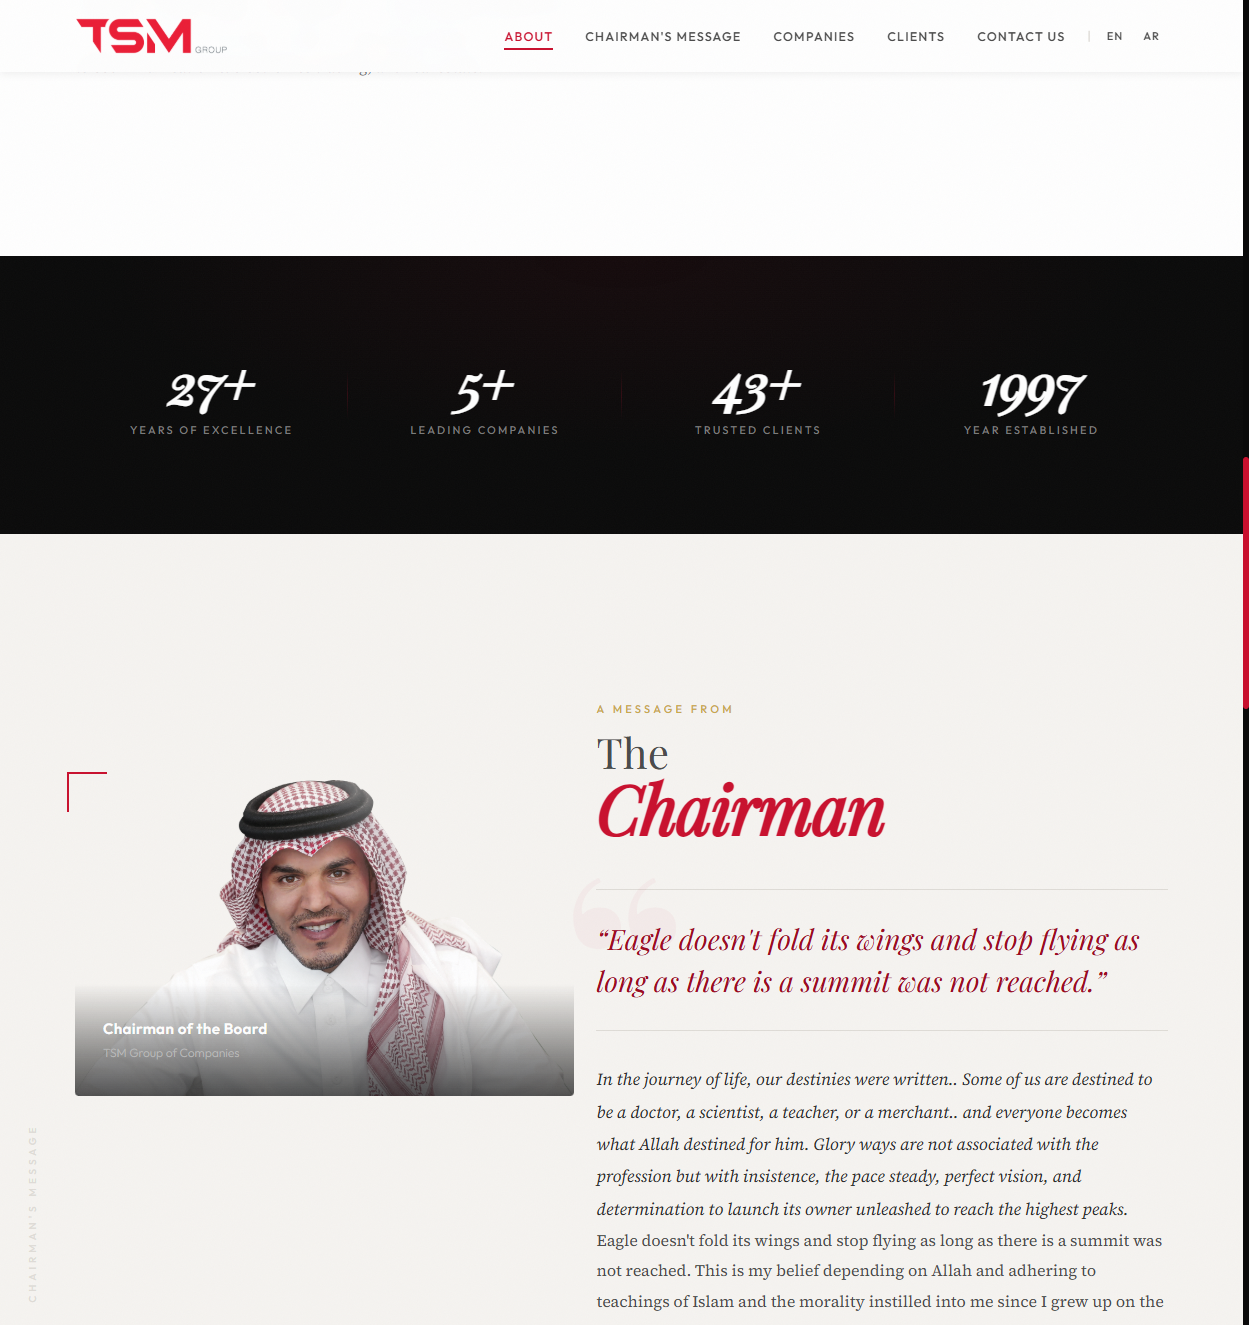 TSM GROUP
ABOUT CHAIRMAN'S MESSAGE COMPANIES CLIENTS CONTACT US | EN AR
27+
YEARS OF EXCELLENCE
5+
LEADING COMPANIES
43+
TRUSTED CLIENTS
1997
YEAR ESTABLISHED
A MESSAGE FROM
The
Chairman
“Eagle doesn't fold its wings and stop flying as
long as there is a summit was not reached.”
Chairman of the Board
TSM Group of Companies
In the journey of life, our destinies were written.. Some of us are destined to
be a doctor, a scientist, a teacher, or a merchant.. and everyone becomes
what Allah destined for him. Glory ways are not associated with the
profession but with insistence, the pace steady, perfect vision, and
determination to launch its owner unleashed to reach the highest peaks.
Eagle doesn't fold its wings and stop flying as long as there is a summit was
not reached. This is my belief depending on Allah and adhering to
teachings of Islam and the morality instilled into me since I grew up on the
CHAIRMAN'S MESSAGE